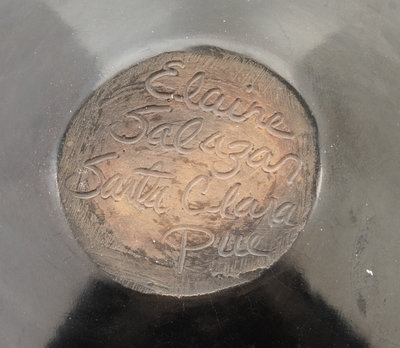 Elaine
Salazar
Santa Clara
Pue